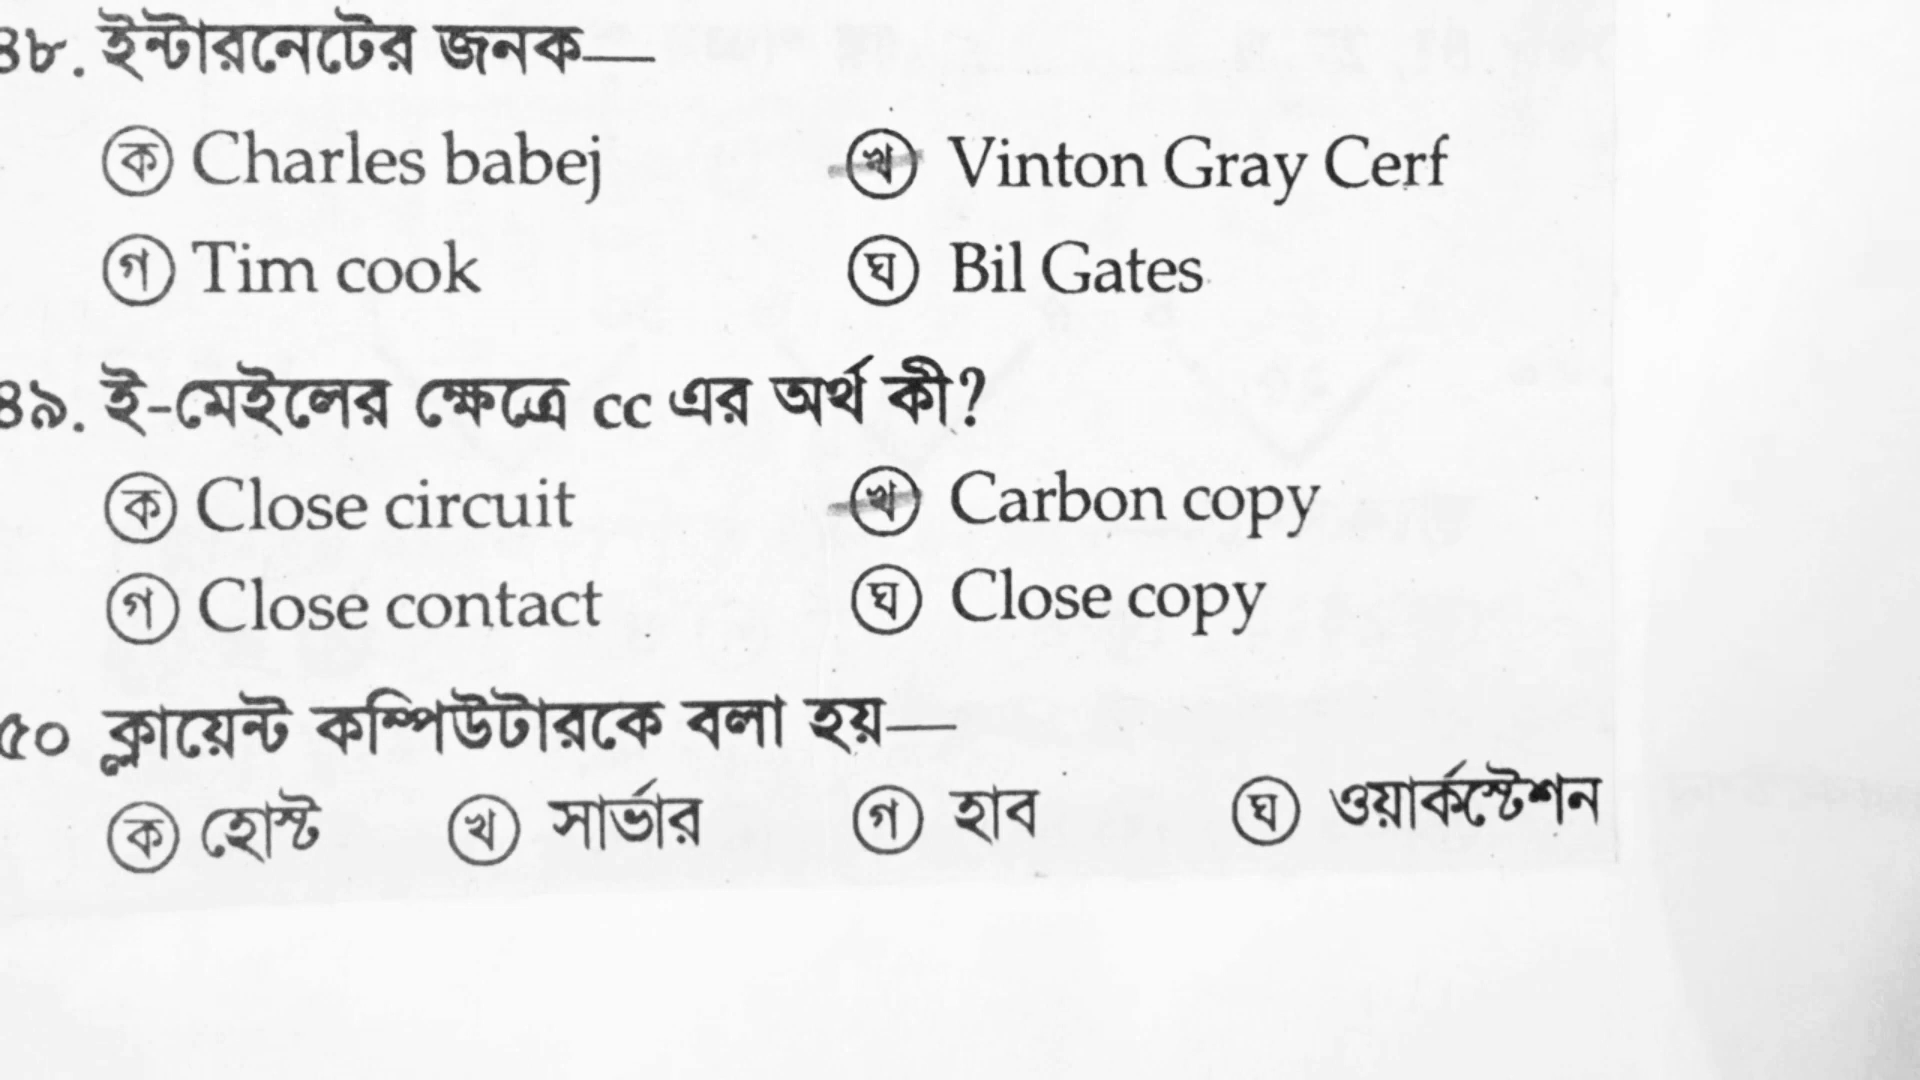 ৪৮. ইন্টারনেটের জনক—
ক Charles babej খ Vinton Gray Cerf
গ Tim cook ঘ Bil Gates
৪৯. ই-মেইলের ক্ষেত্রে cc এর অর্থ কী?
ক Close circuit খ Carbon copy
গ Close contact ঘ Close copy
৫০ ক্লায়েন্ট কম্পিউটারকে বলা হয়—
ক হোস্ট খ সার্ভার গ হাব ঘ ওয়ার্কস্টেশন